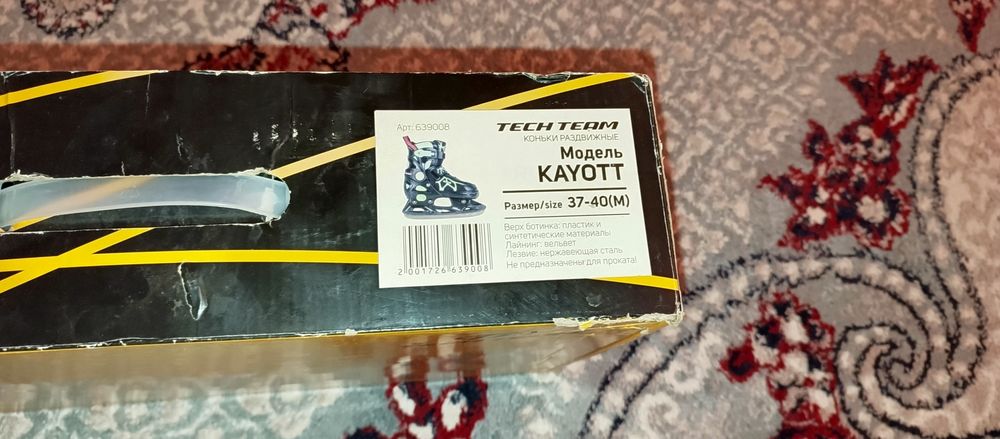 Арт: 639008
TECH TEAM
КОНЬКИ РАЗДВИЖНЫЕ
Модель
KAYOTT
Размер/size 37-40(M)
Верх ботинка: пластик и
синтетические материалы
Лайнинг: вельвет
Лезвие: нержавеющая сталь
Не предназначены для проката!
2 001726 639008